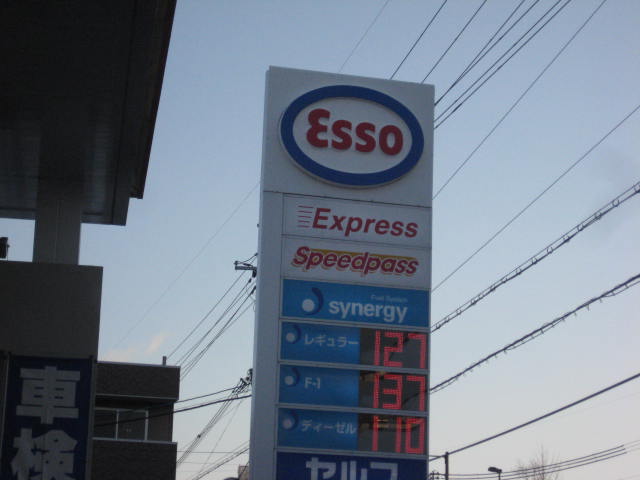 Esso
Express
Speedpass
Fuel System
synergy
レギュラー 127
F-1 137
ディーゼル 110
セルフ
車検